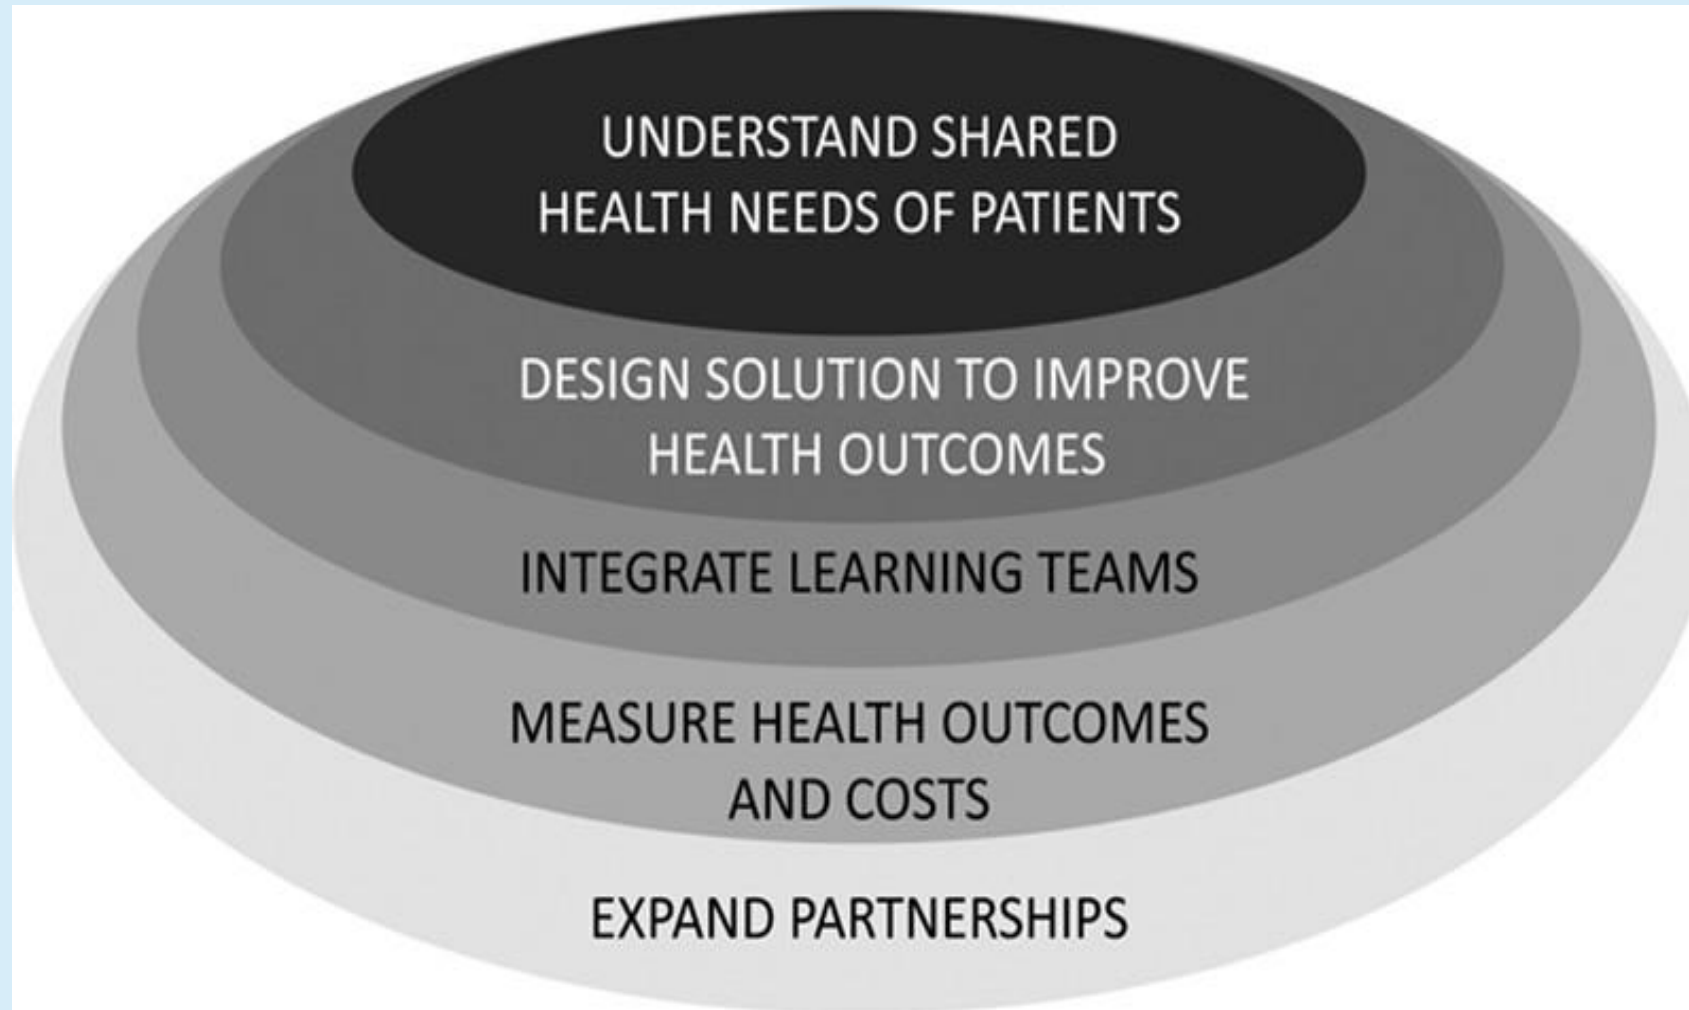 UNDERSTAND SHARED
HEALTH NEEDS OF PATIENTS
DESIGN SOLUTION TO IMPROVE
HEALTH OUTCOMES
INTEGRATE LEARNING TEAMS
MEASURE HEALTH OUTCOMES
AND COSTS
EXPAND PARTNERSHIPS